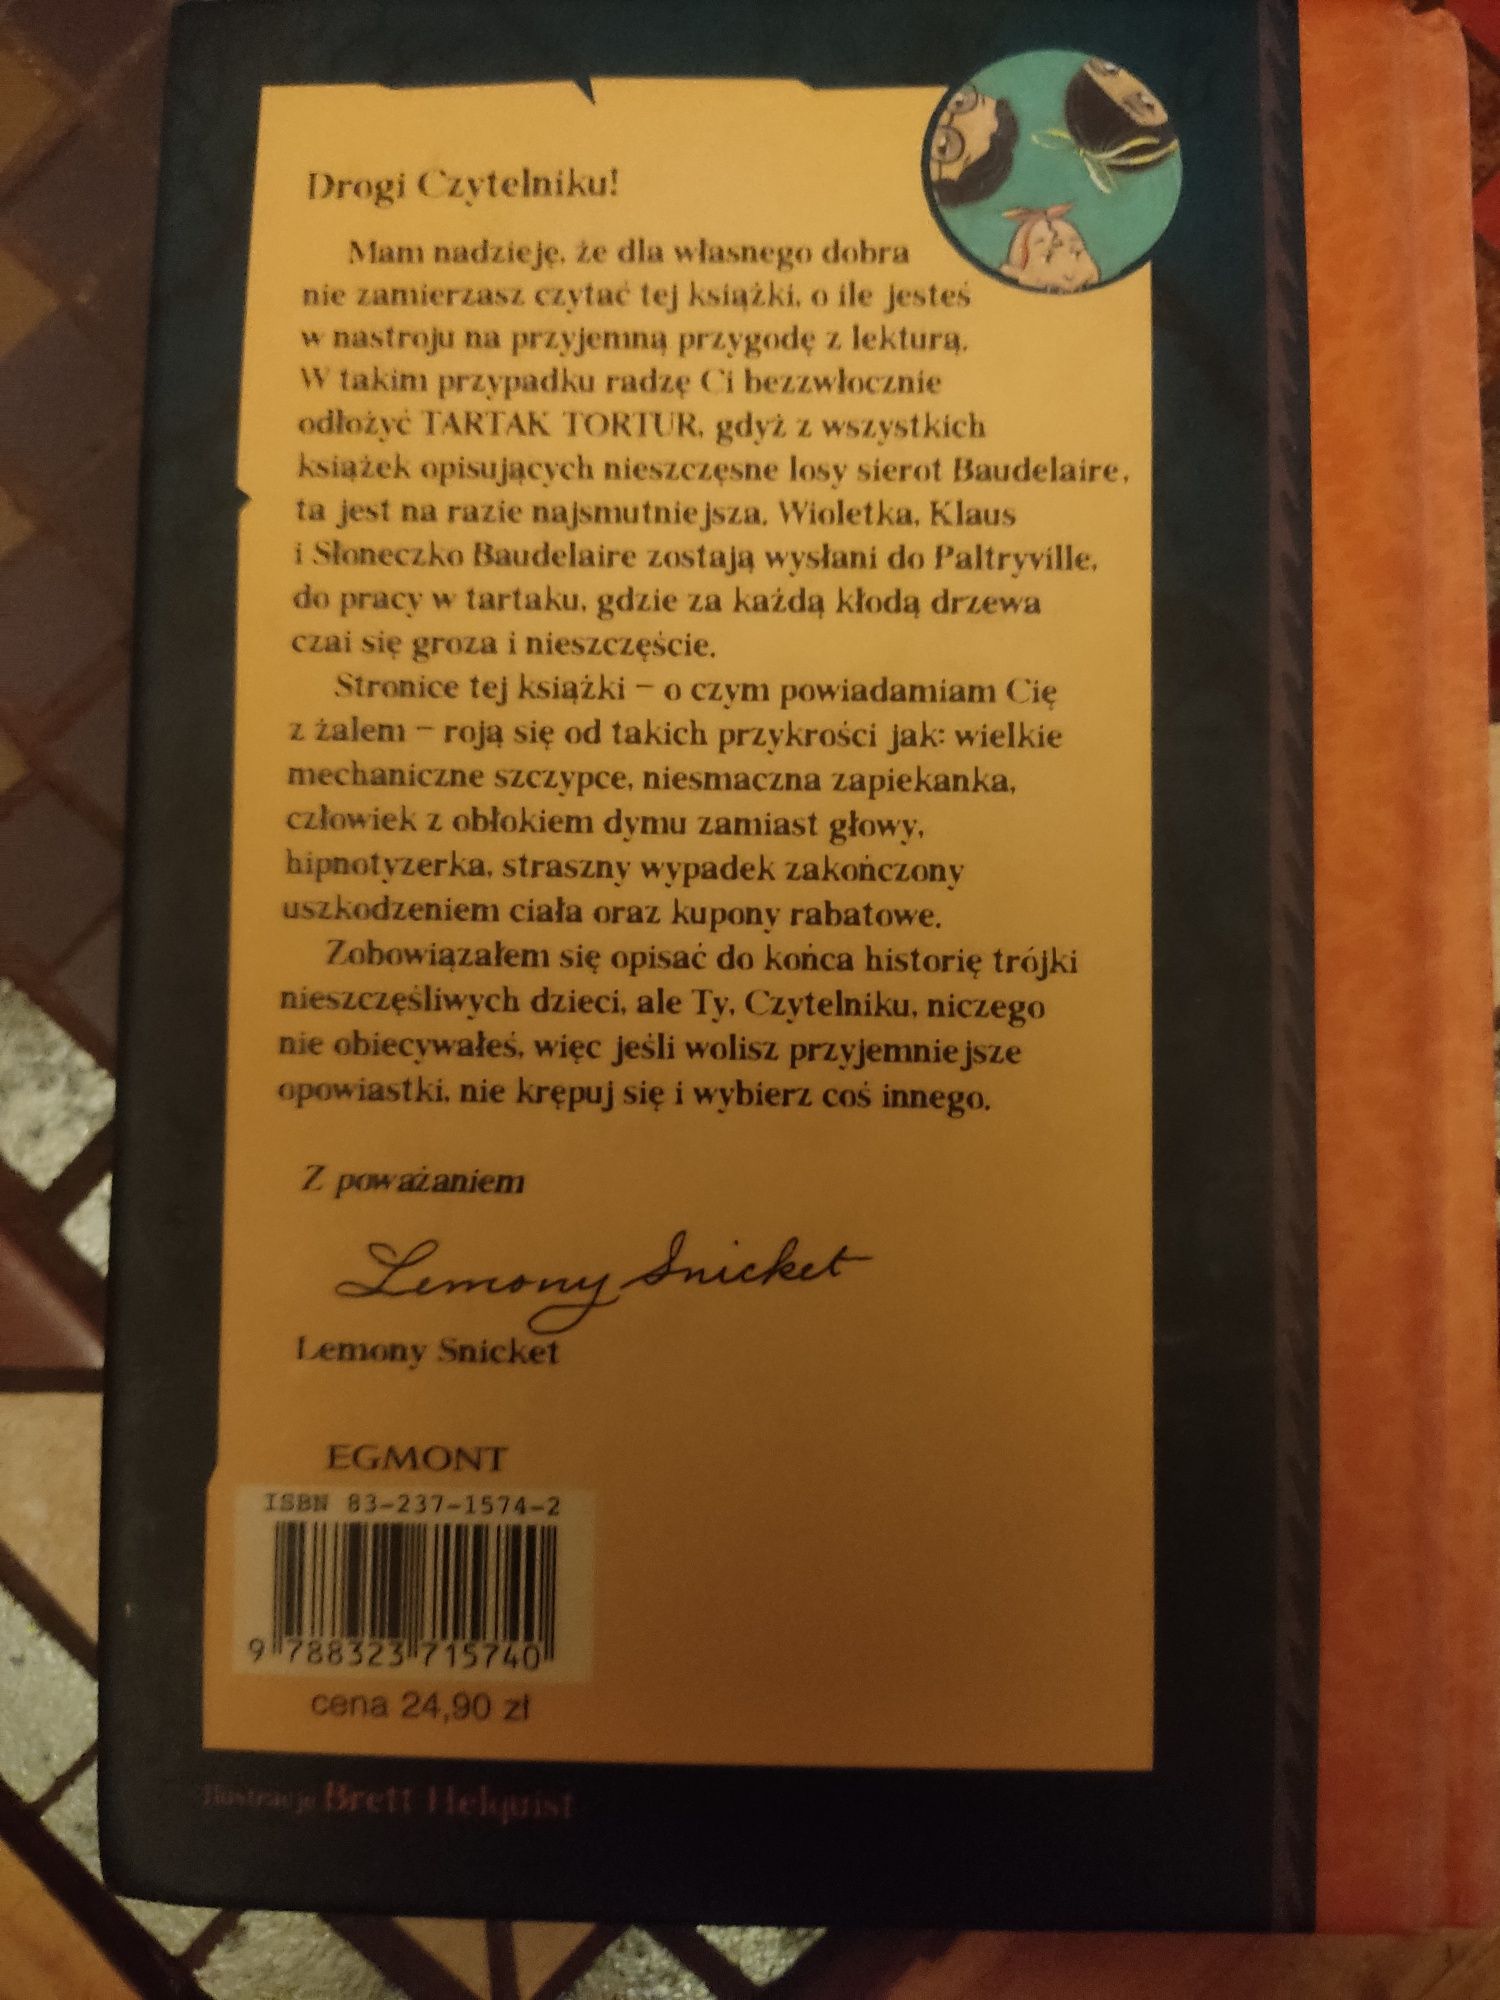 Drogi Czytelniku!
Mam nadzieję, że dla własnego dobra
nie zamierzasz czytać tej książki, o ile jesteś
w nastroju na przyjemną przygodę z lekturą.
W takim przypadku radzę Ci bezzwłocznie
odłożyć TARTAK TORTUR, gdyż z wszystkich
książek opisujących nieszczęsne losy sierot Baudelaire,
ta jest na razie najsmutniejsza. Wioletka, Klaus
i Słoneczko Baudelaire zostają wysłani do Paltryville,
do pracy w tartaku, gdzie za każdą kłodą drzewa
czai się groza i nieszczęście.
Stronice tej książki – o czym powiadamiam Cię
z żalem – roją się od takich przykrości jak: wielkie
mechaniczne szczypce, niesmaczna zapiekanka,
człowiek z obłokiem dymu zamiast głowy,
hipnotyzerka, straszny wypadek zakończony
uszkodzeniem ciała oraz kupony rabatowe.
Zobowiązałem się opisać do końca historię trójki
nieszczęśliwych dzieci, ale Ty, Czytelniku, niczego
nie obiecywałeś, więc jeśli wolisz przyjemniejsze
opowiastki, nie krępuj się i wybierz coś innego.
Z poważaniem
Lemony Snicket
Lemony Snicket
EGMONT
ISBN 83-237-1574-2
9 788323 715740
cena 24,90 zł
Ilustracje Brett Helquist